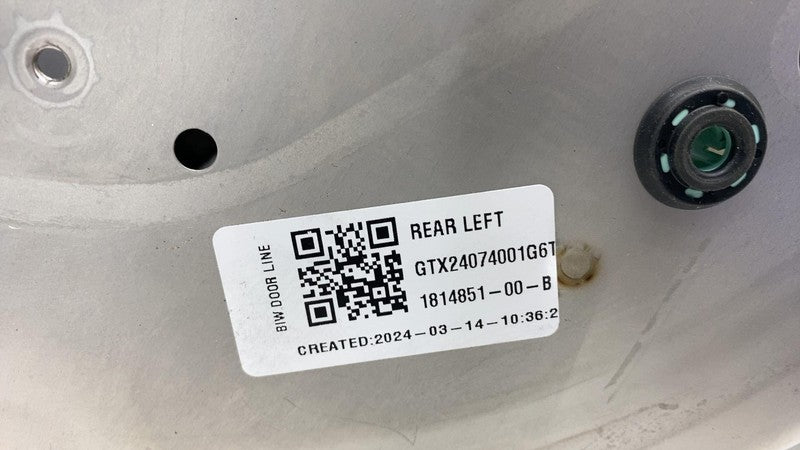 BIW DOOR LINE
REAR LEFT
GTX24074001G6T
1814851-00-B
CREATED:2024-03-14-10:36:2